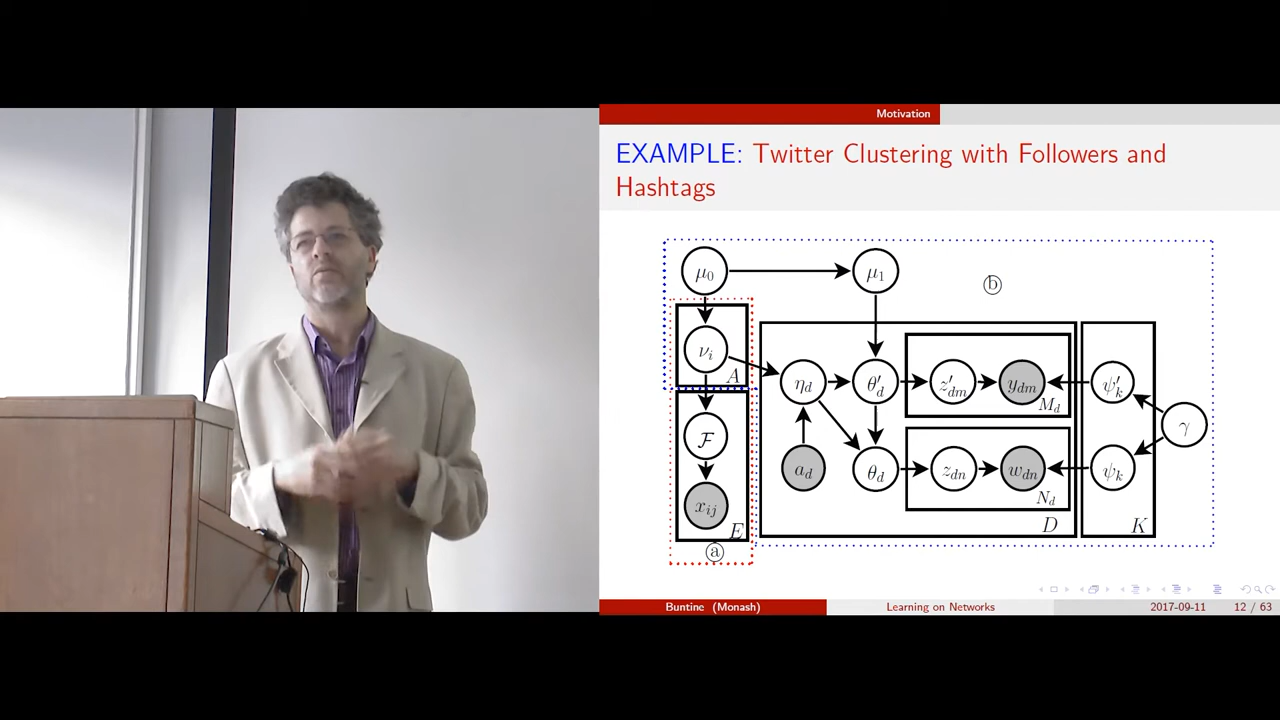 Motivation
EXAMPLE: Twitter Clustering with Followers and
Hashtags
μ₀ μ₁ ⓑ
ν_i A η_d θ′_d z′_dm y_dm M_d ψ′_k
γ
F a_d θ_d z_dn w_dn N_d ψ_k
x_ij E D K
ⓐ
Buntine (Monash) Learning on Networks 2017-09-11 12 / 63